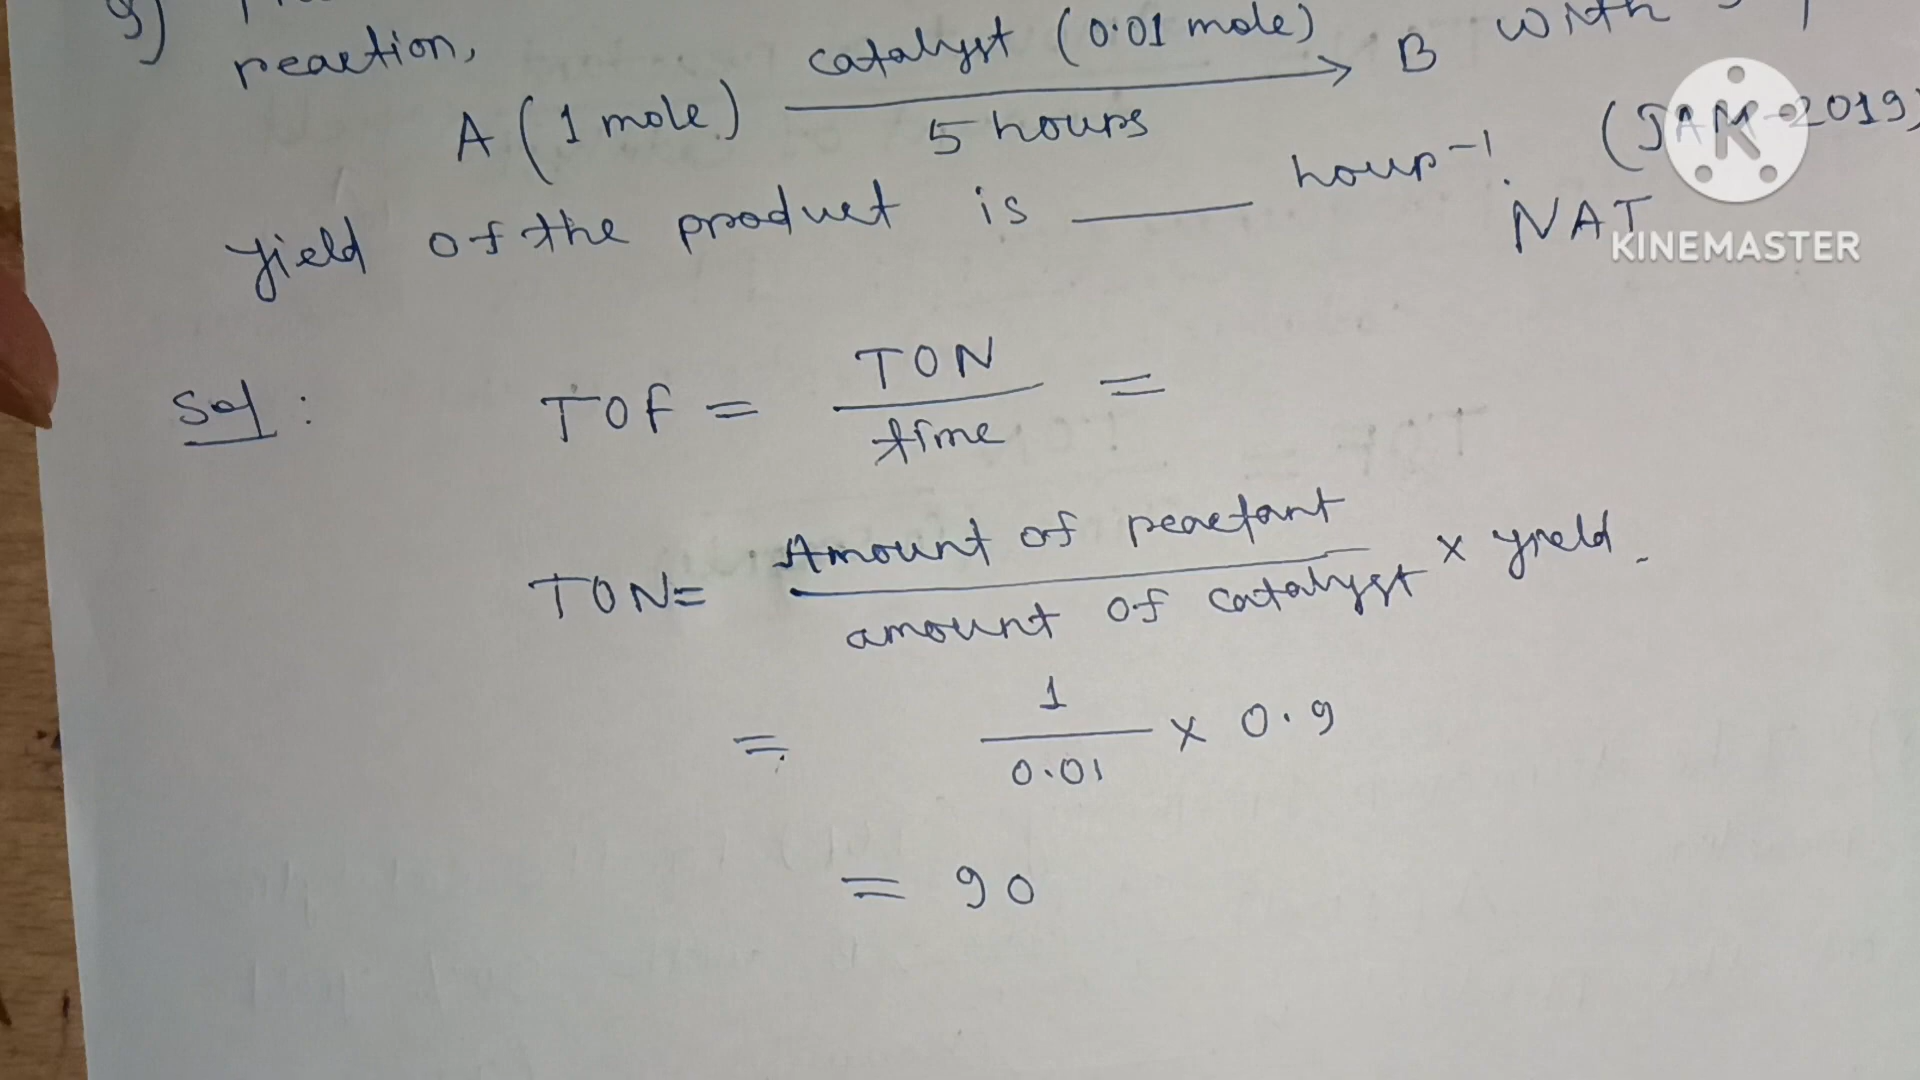 9)
reaction,
A (1 mole) catalyst (0.01 mole) B with
5 hours
yield of the product is ____ hour⁻¹. (JAM-2019)
NAT
KINEMASTER
Sol :
TOF = TON / time =
TON = Amount of reactant / amount of catalyst × yield.
= 1 / 0.01 × 0.9
= 90